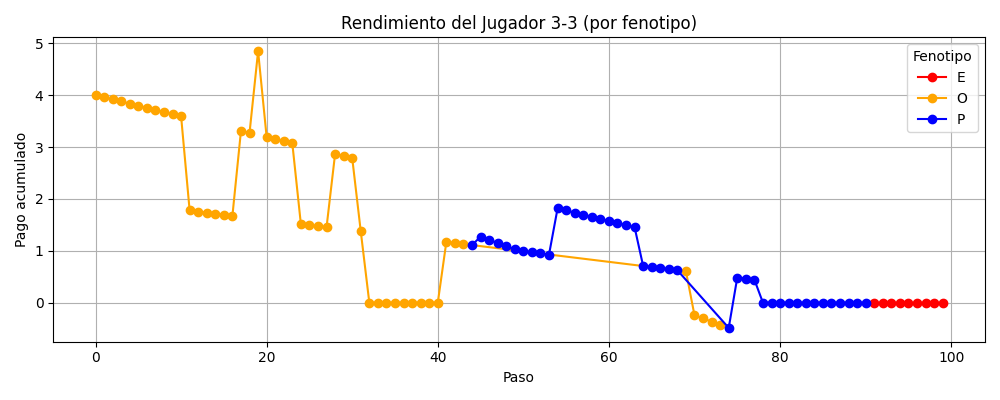 Rendimiento del Jugador 3-3 (por fenotipo)
Pago acumulado
5
4
3
2
1
0
Fenotipo
E
O
P
0 20 40 60 80 100
Paso